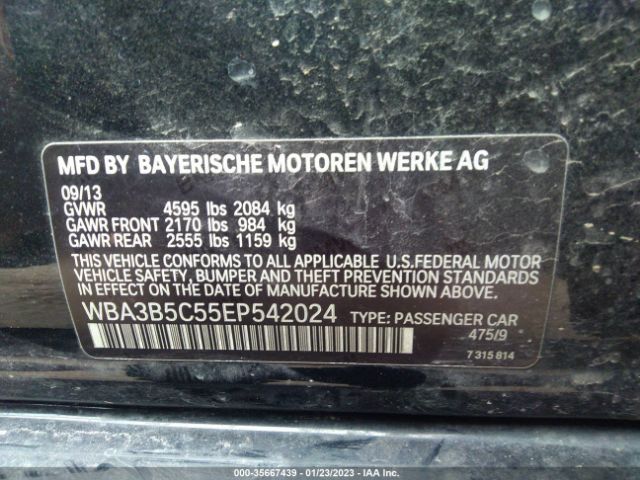 MFD BY BAYERISCHE MOTOREN WERKE AG
09/13
GVWR 4595 lbs 2084 kg
GAWR FRONT 2170 lbs 984 kg
GAWR REAR 2555 lbs 1159 kg
THIS VEHICLE CONFORMS TO ALL APPLICABLE U.S.FEDERAL MOTOR
VEHICLE SAFETY, BUMPER AND THEFT PREVENTION STANDARDS
IN EFFECT ON THE DATE OF MANUFACTURE SHOWN ABOVE.
WBA3B5C55EP542024 TYPE: PASSENGER CAR
475/9
7 315 814
000-35667439 - 01/23/2023 - IAA Inc.